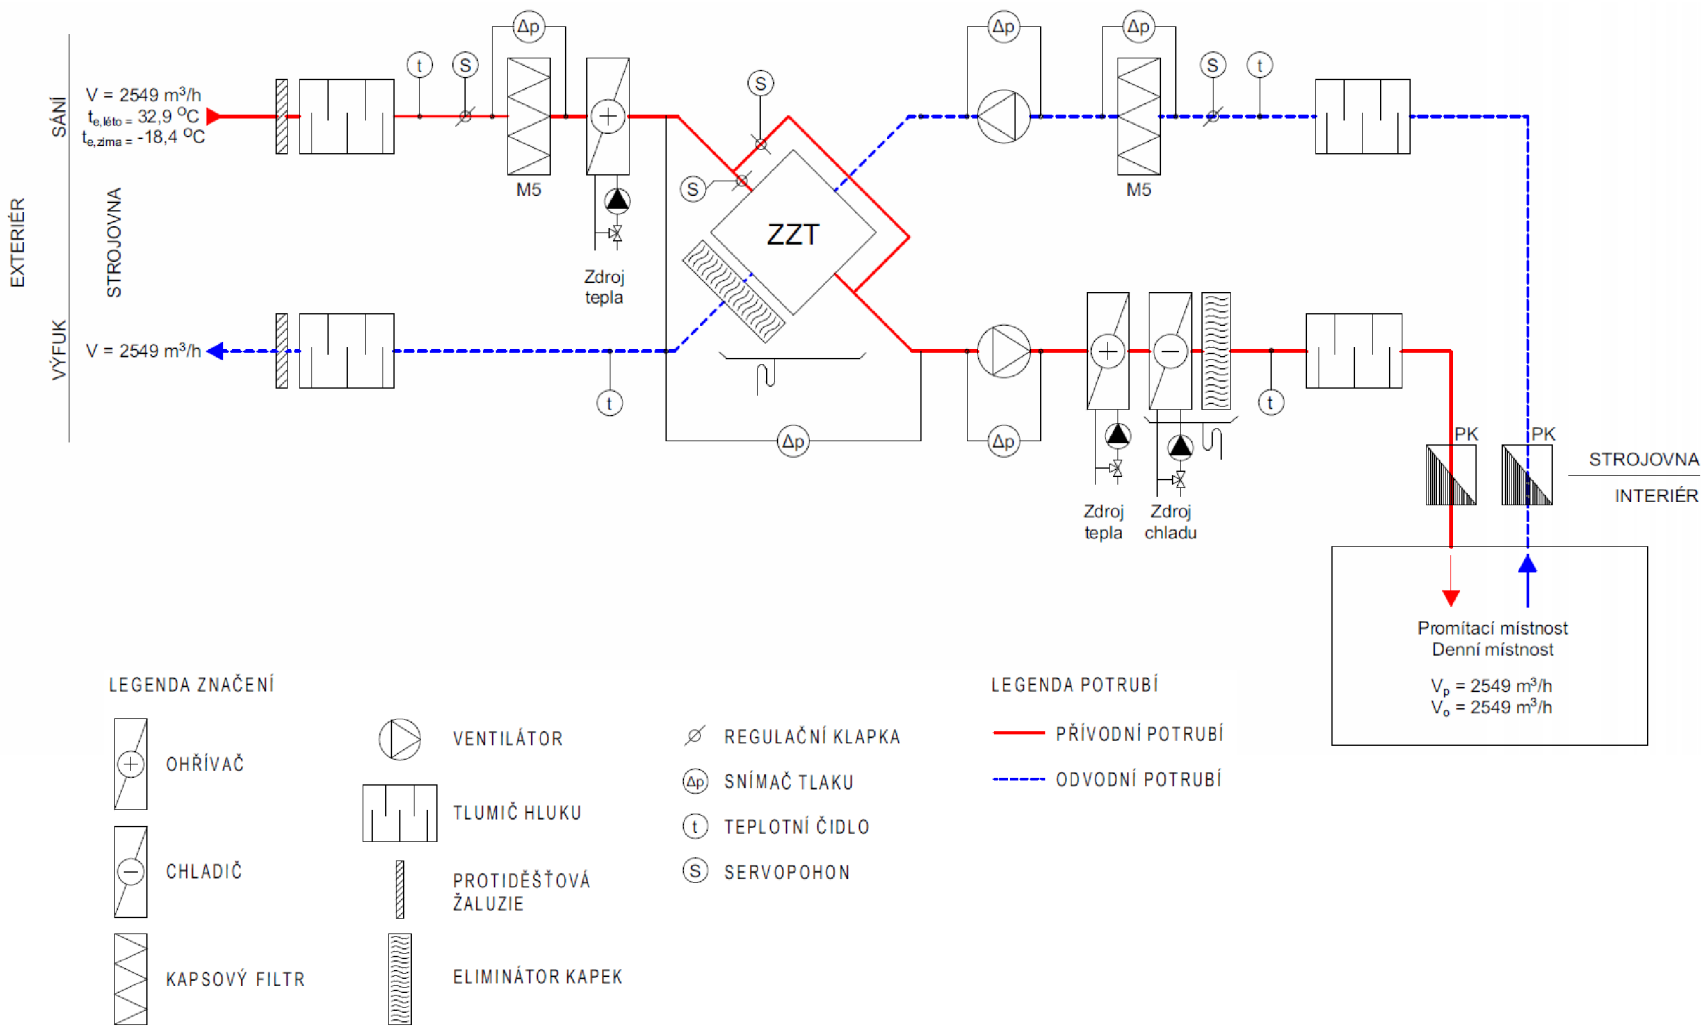 Δp
Δp
Δp
t
S
S
S
t
SÁNÍ
V = 2549 m³/h
t e,léto = 32,9 °C
t e,zima = -18,4 °C
M5
S
M5
ZZT
EXTERIÉR
STROJOVNA
Zdroj
tepla
VÝFUK
V = 2549 m³/h
t
t
Δp
Δp
PK
PK
STROJOVNA
INTERIÉR
Zdroj
tepla
Zdroj
chladu
Promítací místnost
Denní místnost
Vp = 2549 m³/h
Vo = 2549 m³/h
LEGENDA ZNAČENÍ
OHŘÍVAČ
CHLADIČ
KAPSOVÝ FILTR
VENTILÁTOR
TLUMIČ HLUKU
PROTIDĚŠŤOVÁ
ŽALUZIE
ELIMINÁTOR KAPEK
REGULAČNÍ KLAPKA
Δp SNÍMAČ TLAKU
t TEPLOTNÍ ČIDLO
S SERVOPOHON
LEGENDA POTRUBÍ
PŘÍVODNÍ POTRUBÍ
ODVODNÍ POTRUBÍ